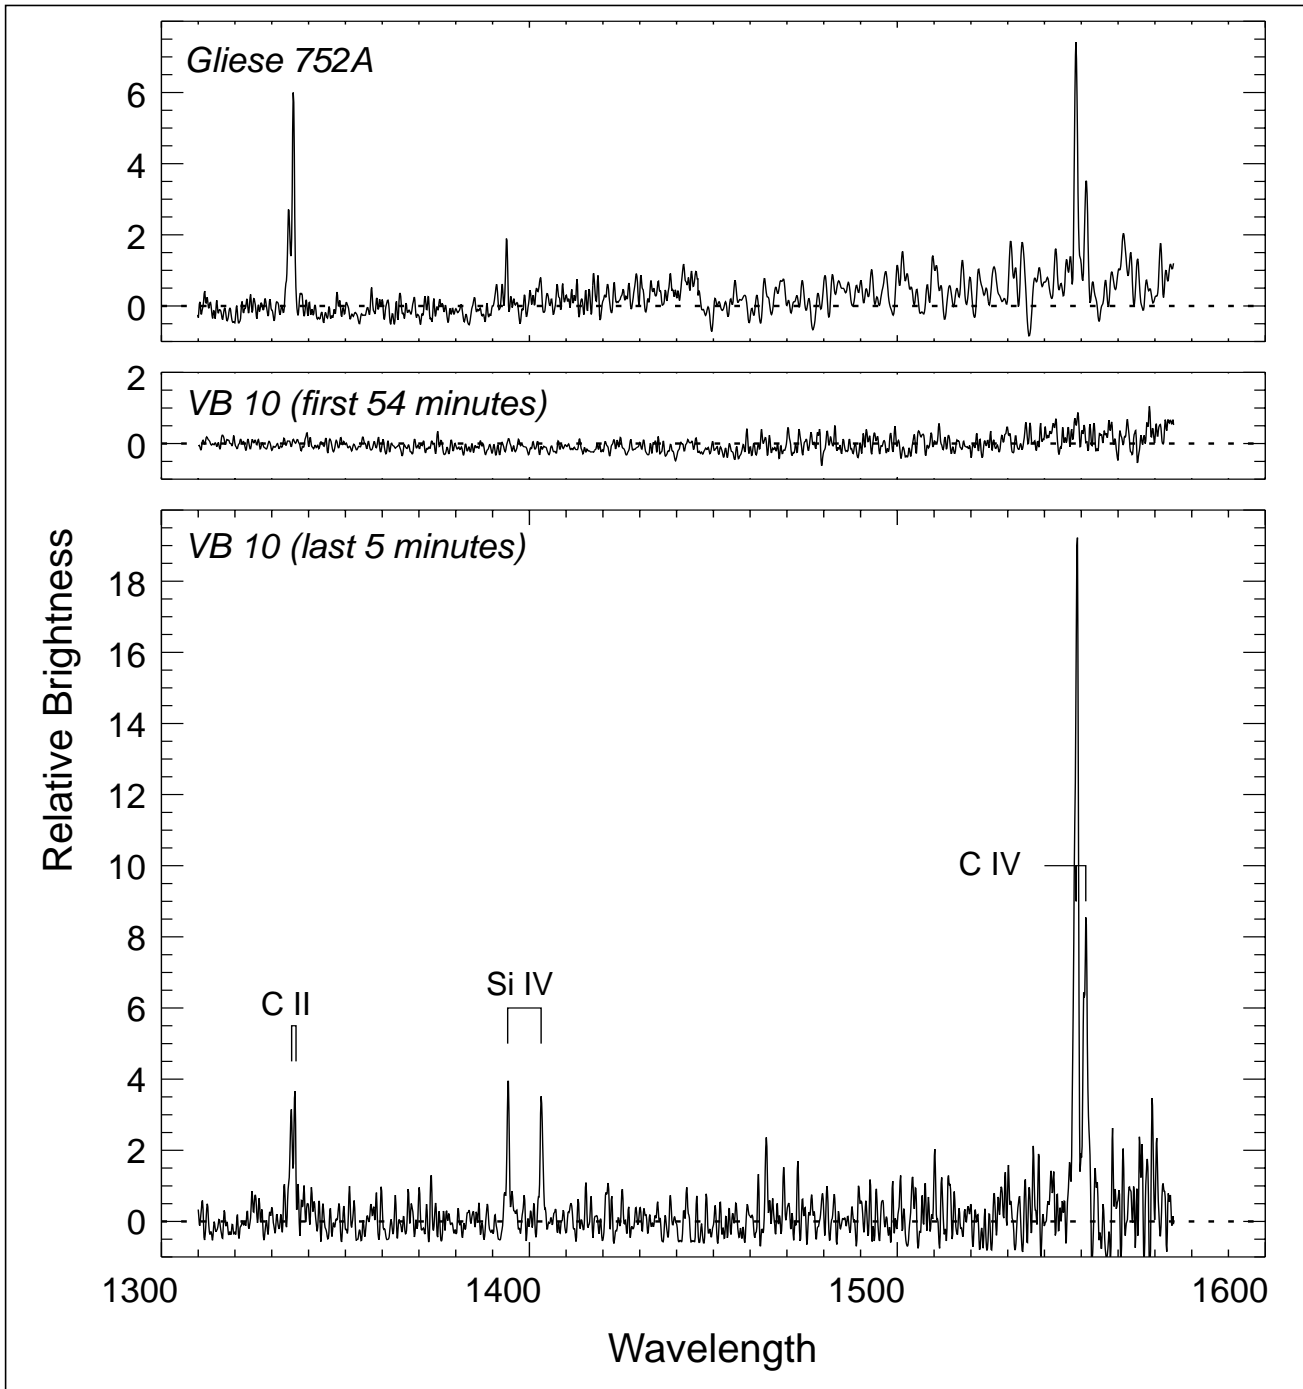 Gliese 752A
6
4
2
0
VB 10 (first 54 minutes)
2
0
VB 10 (last 5 minutes)
Relative Brightness
18
16
14
12
10
8
6
4
2
0
C IV
Si IV
C II
1300 1400 1500 1600
Wavelength